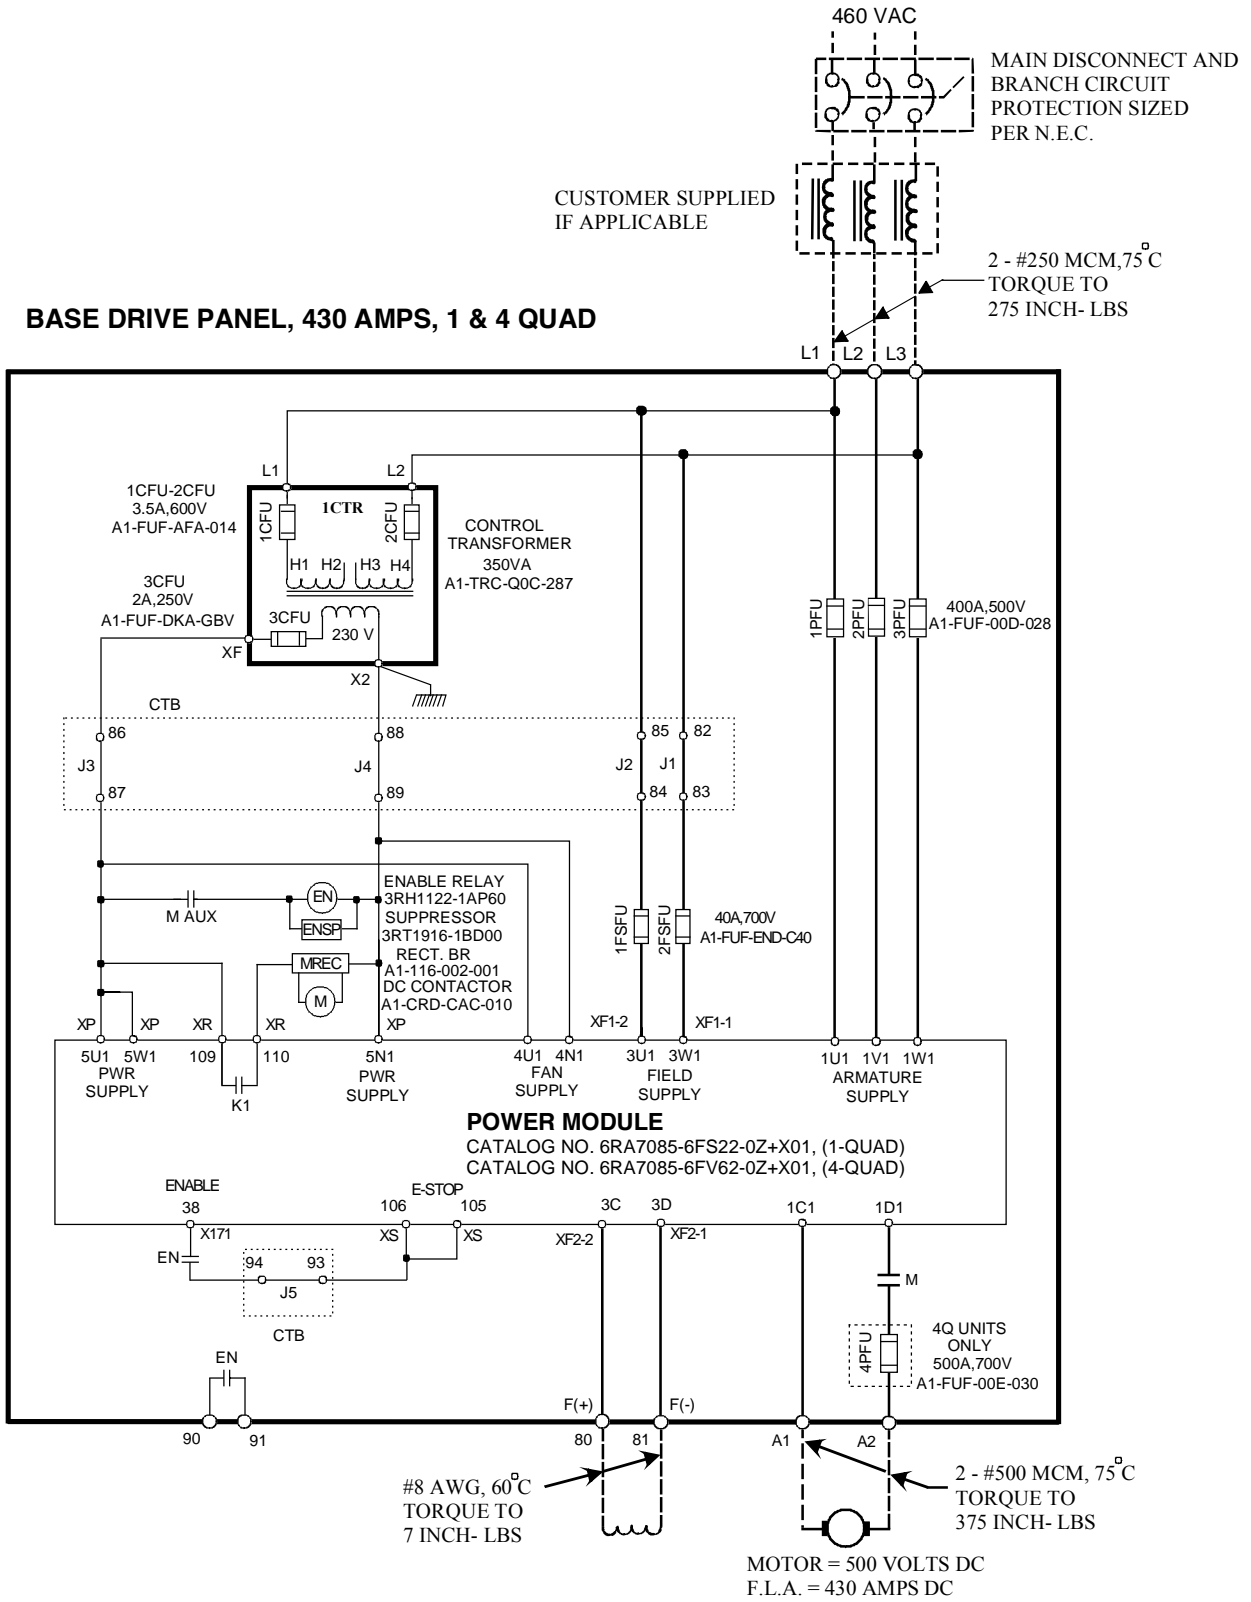 460 VAC
MAIN DISCONNECT AND
BRANCH CIRCUIT
PROTECTION SIZED
PER N.E.C.
CUSTOMER SUPPLIED
IF APPLICABLE
2 - #250 MCM,75°C
TORQUE TO
275 INCH- LBS
BASE DRIVE PANEL, 430 AMPS, 1 & 4 QUAD
L1 L2 L3
L1 L2
1CFU-2CFU
3.5A,600V
A1-FUF-AFA-014
1CFU
1CTR
2CFU
CONTROL
TRANSFORMER
350VA
A1-TRC-Q0C-287
H1 H2 H3 H4
3CFU
2A,250V
A1-FUF-DKA-GBV
3CFU
230 V
XF
X2
1PFU
2PFU
3PFU
400A,500V
A1-FUF-00D-028
CTB
86 88 85 82
J3 J4 J2 J1
87 89 84 83
M AUX
EN
ENSP
ENABLE RELAY
3RH1122-1AP60
SUPPRESSOR
3RT1916-1BD00
RECT. BR
A1-116-002-001
DC CONTACTOR
A1-CRD-CAC-010
MREC
M
1FSFU
2FSFU
40A,700V
A1-FUF-END-C40
XP XP XR XR XP XF1-2 XF1-1
5U1 5W1 109 110 5N1 4U1 4N1 3U1 3W1 1U1 1V1 1W1
PWR
SUPPLY
K1
PWR
SUPPLY
FAN
SUPPLY
FIELD
SUPPLY
ARMATURE
SUPPLY
POWER MODULE
CATALOG NO. 6RA7085-6FS22-0Z+X01, (1-QUAD)
CATALOG NO. 6RA7085-6FV62-0Z+X01, (4-QUAD)
ENABLE
38
E-STOP
106 105
3C 3D 1C1 1D1
X171 XS XS XF2-2 XF2-1
EN
94 93
J5
CTB
M
4PFU
4Q UNITS
ONLY
500A,700V
A1-FUF-00E-030
EN
90 91
F(+) F(-)
80 81 A1 A2
#8 AWG, 60°C
TORQUE TO
7 INCH- LBS
2 - #500 MCM, 75°C
TORQUE TO
375 INCH- LBS
MOTOR = 500 VOLTS DC
F.L.A. = 430 AMPS DC